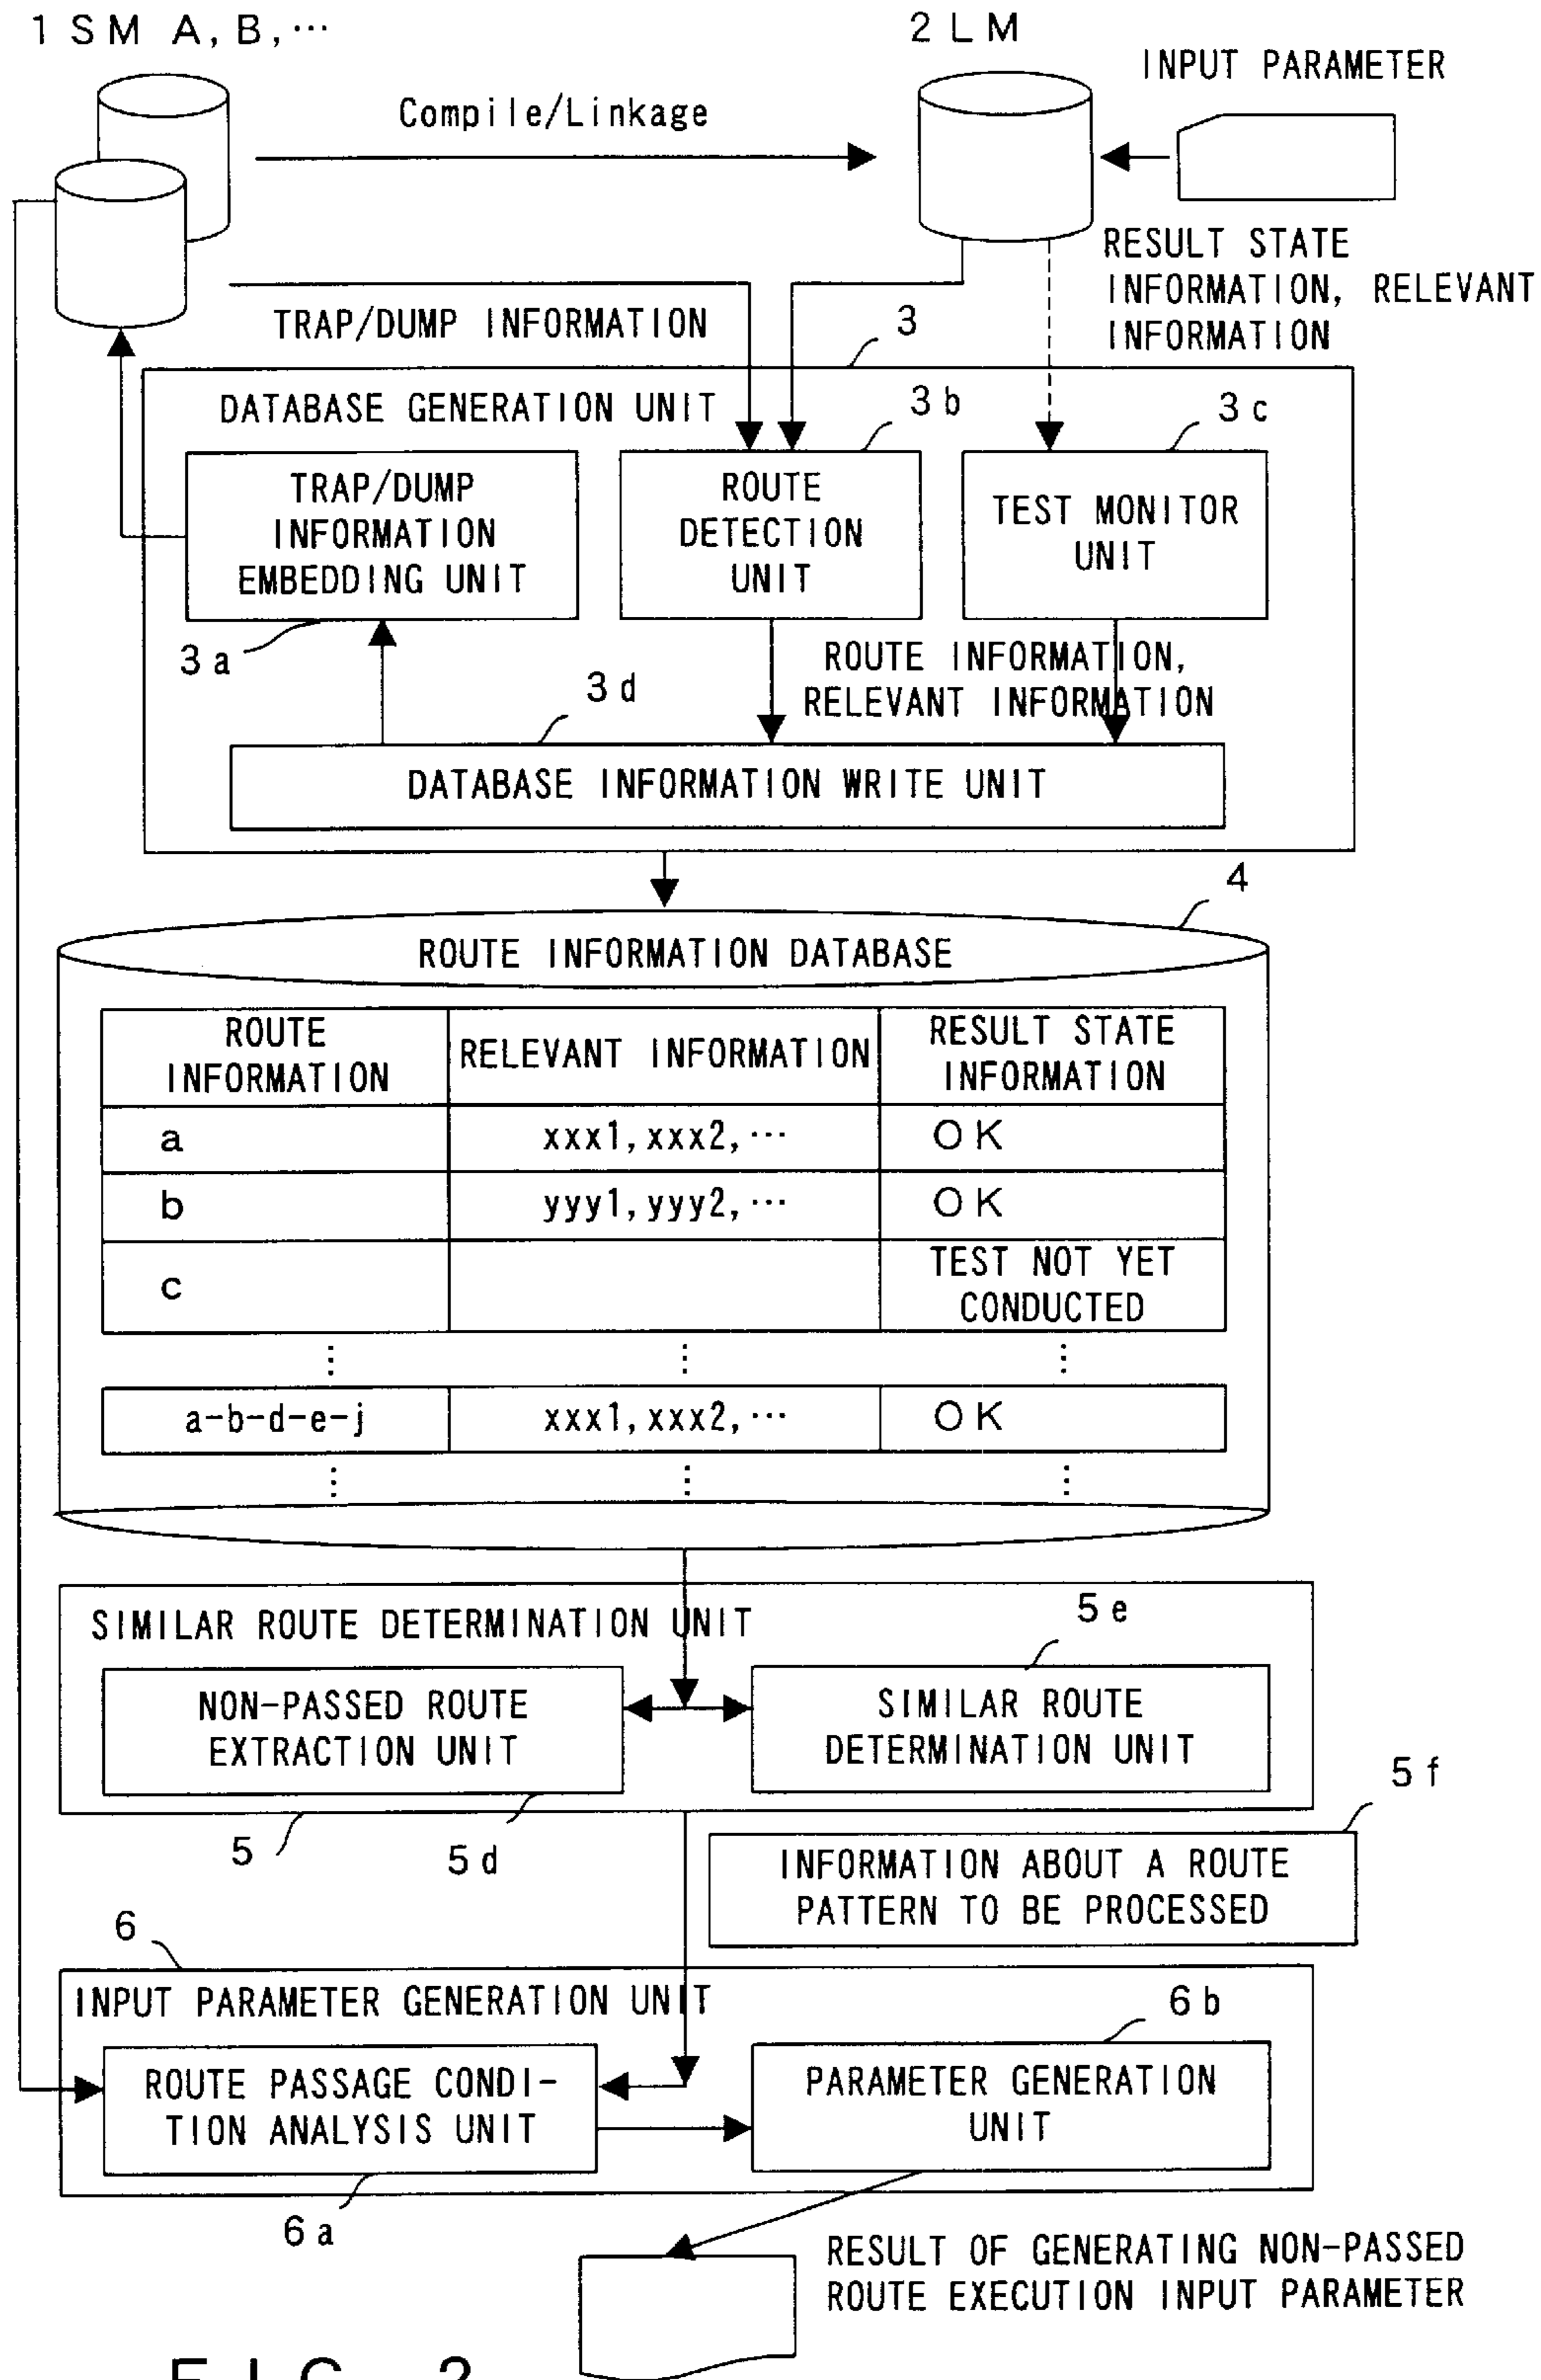 1 SM A, B, ...
2 LM
INPUT PARAMETER
Compile/Linkage
RESULT STATE
INFORMATION, RELEVANT
INFORMATION
TRAP/DUMP INFORMATION
3
DATABASE GENERATION UNIT
3b
3c
TRAP/DUMP
INFORMATION
EMBEDDING UNIT
ROUTE
DETECTION
UNIT
TEST MONITOR
UNIT
3a
ROUTE INFORMATION,
RELEVANT INFORMATION
3d
DATABASE INFORMATION WRITE UNIT
4
ROUTE INFORMATION DATABASE
ROUTE
INFORMATION
RELEVANT INFORMATION
RESULT STATE
INFORMATION
a
xxx1, xxx2, ...
OK
b
yyy1, yyy2, ...
OK
c
TEST NOT YET
CONDUCTED
a-b-d-e-j
xxx1, xxx2, ...
OK
SIMILAR ROUTE DETERMINATION UNIT
5e
NON-PASSED ROUTE
EXTRACTION UNIT
SIMILAR ROUTE
DETERMINATION UNIT
5f
5
5d
INFORMATION ABOUT A ROUTE
PATTERN TO BE PROCESSED
6
INPUT PARAMETER GENERATION UNIT
6b
ROUTE PASSAGE CONDI-
TION ANALYSIS UNIT
PARAMETER GENERATION
UNIT
6a
RESULT OF GENERATING NON-PASSED
ROUTE EXECUTION INPUT PARAMETER
FIG. 2